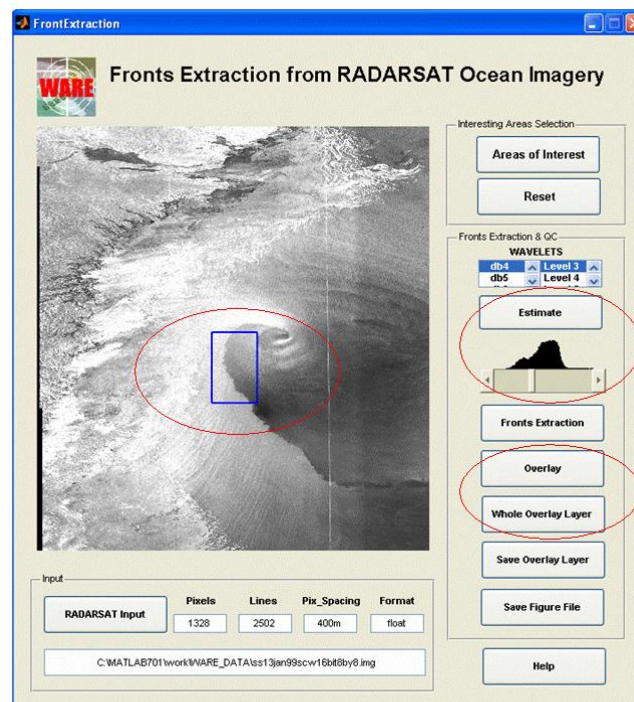 FrontExtraction
WARE
Fronts Extraction from RADARSAT Ocean Imagery
Interesting Areas Selection
Areas of Interest
Reset
Fronts Extraction & QC
WAVELETS
db4 Level 3
db5 Level 4
Estimate
Fronts Extraction
Overlay
Whole Overlay Layer
Save Overlay Layer
Save Figure File
Input
RADARSAT Input
Pixels Lines Pix_Spacing Format
1328 2502 400m float
C:\MATLAB701\work\WARE_DATA\ss13jan99scw16bit8by8.img
Help